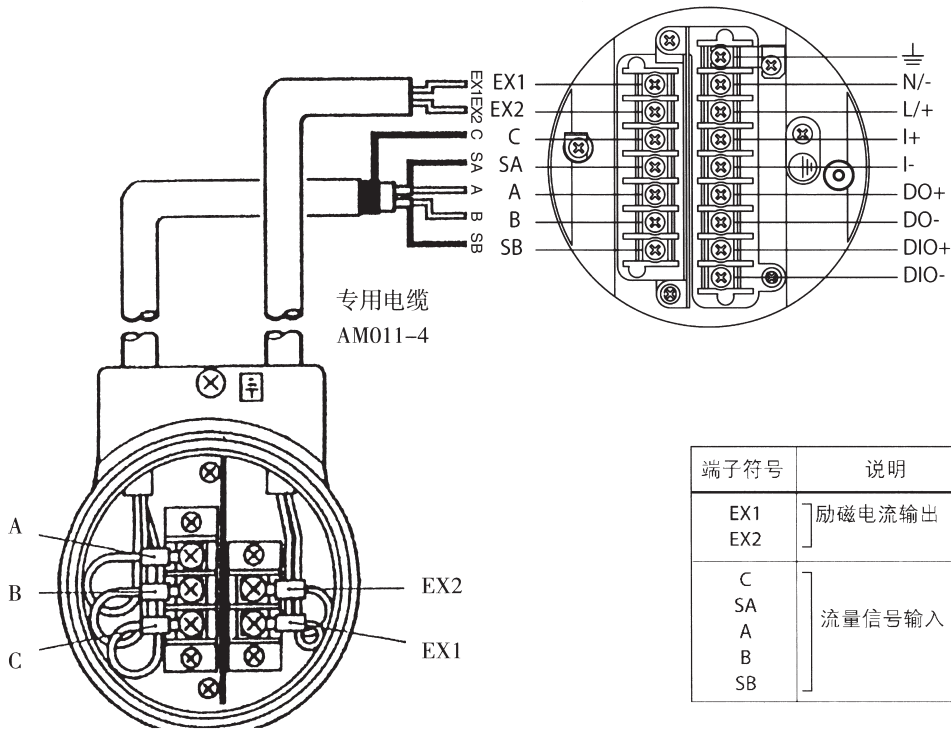 EX1
EX2
C
SA
A
B
SB
EX1
EX2
C
SA
A
B
SB
N/-
L/+
I+
I-
DO+
DO-
DIO+
DIO-
专用电缆
AM011-4
A
B
C
EX2
EX1
端子符号 说明
EX1 励磁电流输出
EX2
C
SA 流量信号输入
A
B
SB